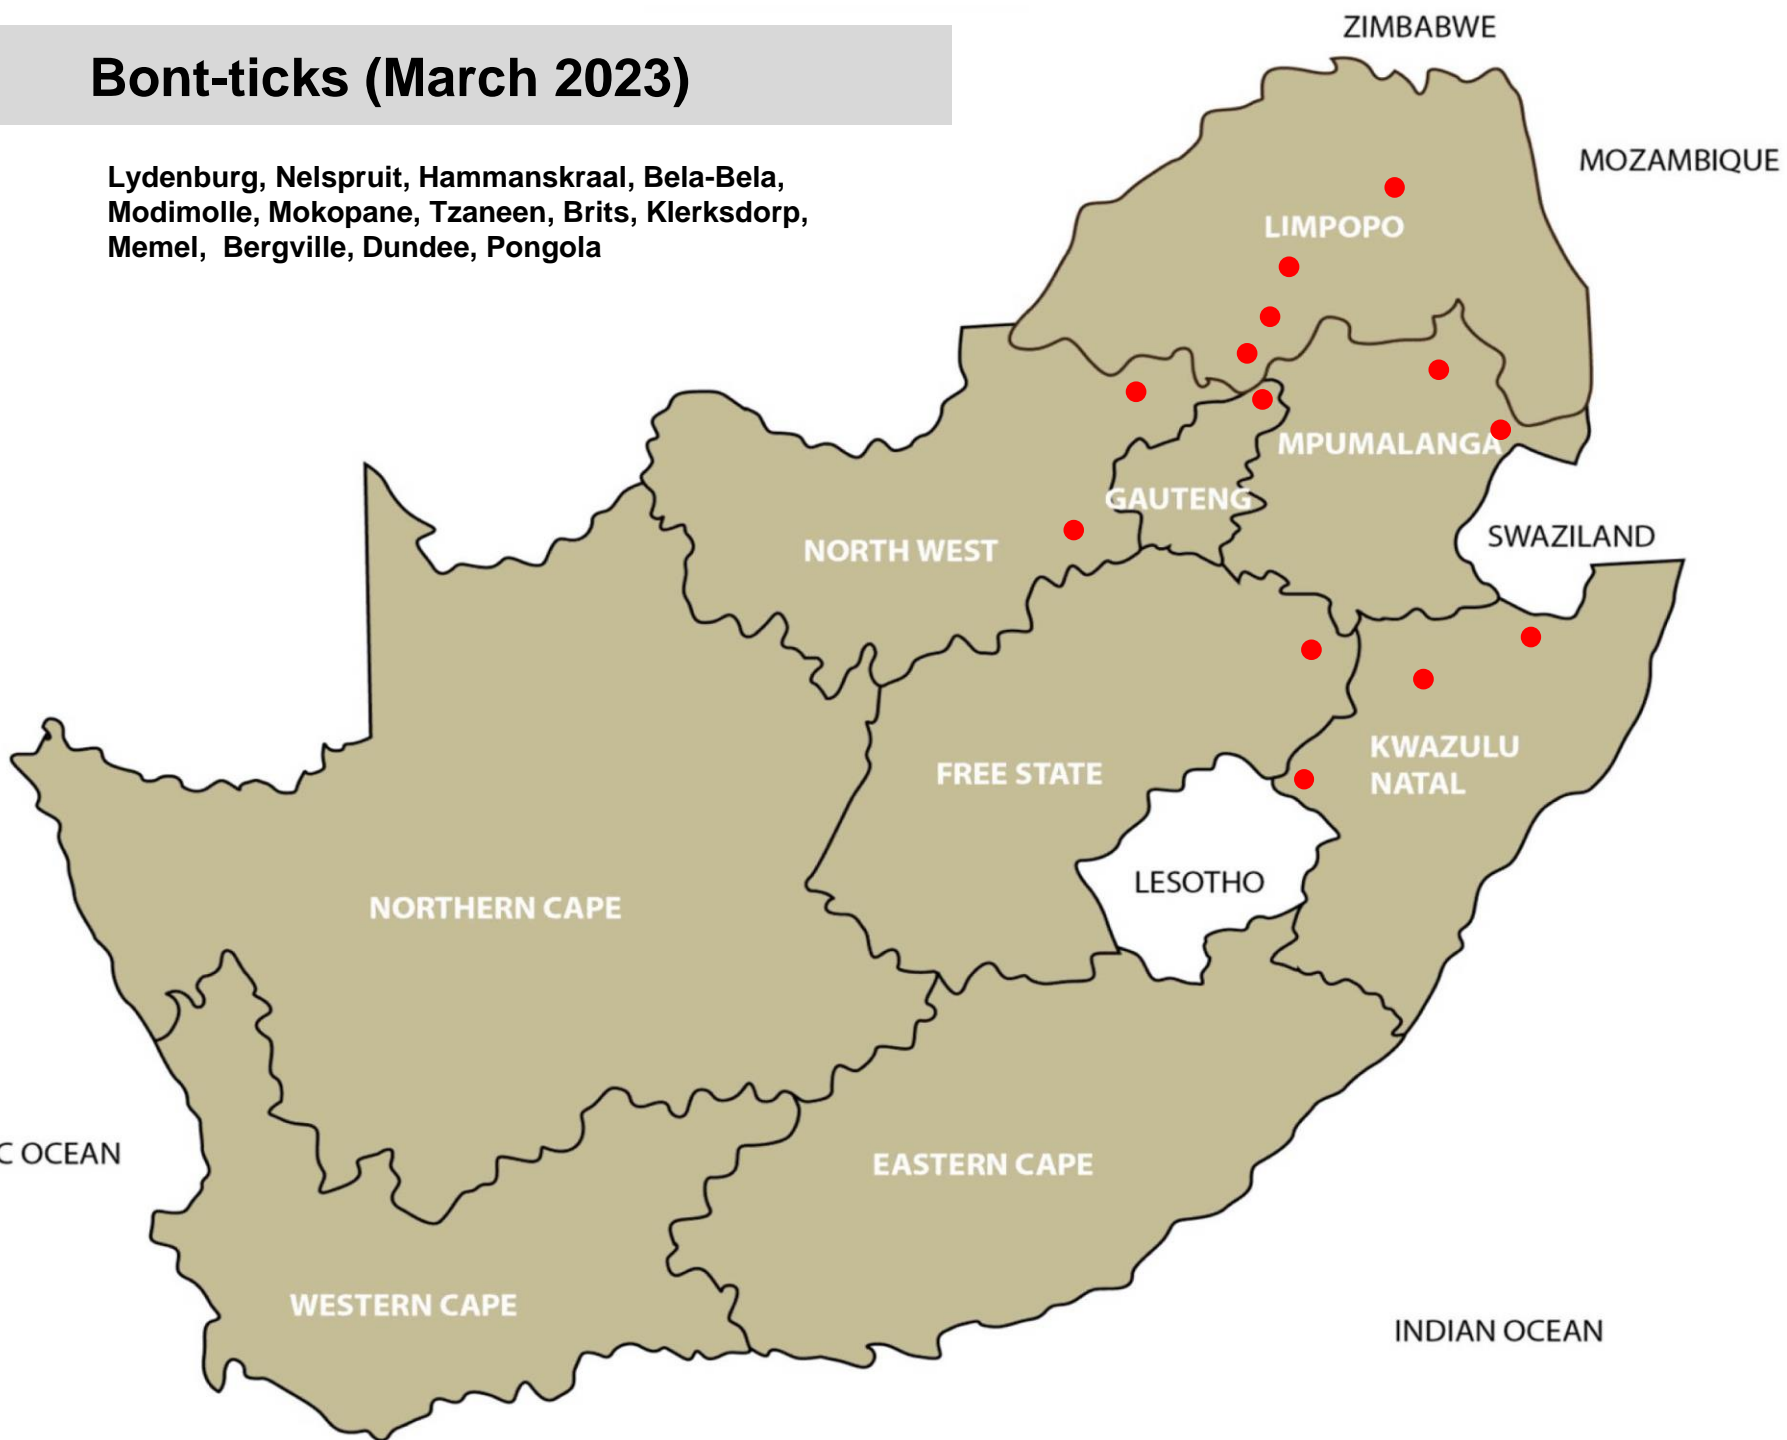 Bont-ticks (March 2023)
Lydenburg, Nelspruit, Hammanskraal, Bela-Bela,
Modimolle, Mokopane, Tzaneen, Brits, Klerksdorp,
Memel, Bergville, Dundee, Pongola
ZIMBABWE
MOZAMBIQUE
LIMPOPO
MPUMALANGA
GAUTENG
NORTH WEST
SWAZILAND
KWAZULU
NATAL
FREE STATE
LESOTHO
NORTHERN CAPE
C OCEAN
EASTERN CAPE
WESTERN CAPE
INDIAN OCEAN